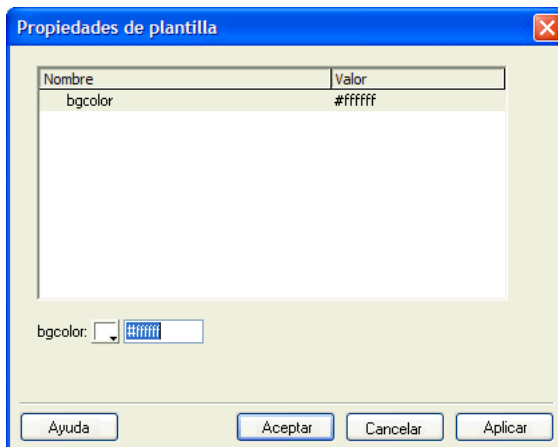 Propiedades de plantilla
Nombre Valor
bgcolor #ffffff
bgcolor: #ffffff
Ayuda Aceptar Cancelar Aplicar